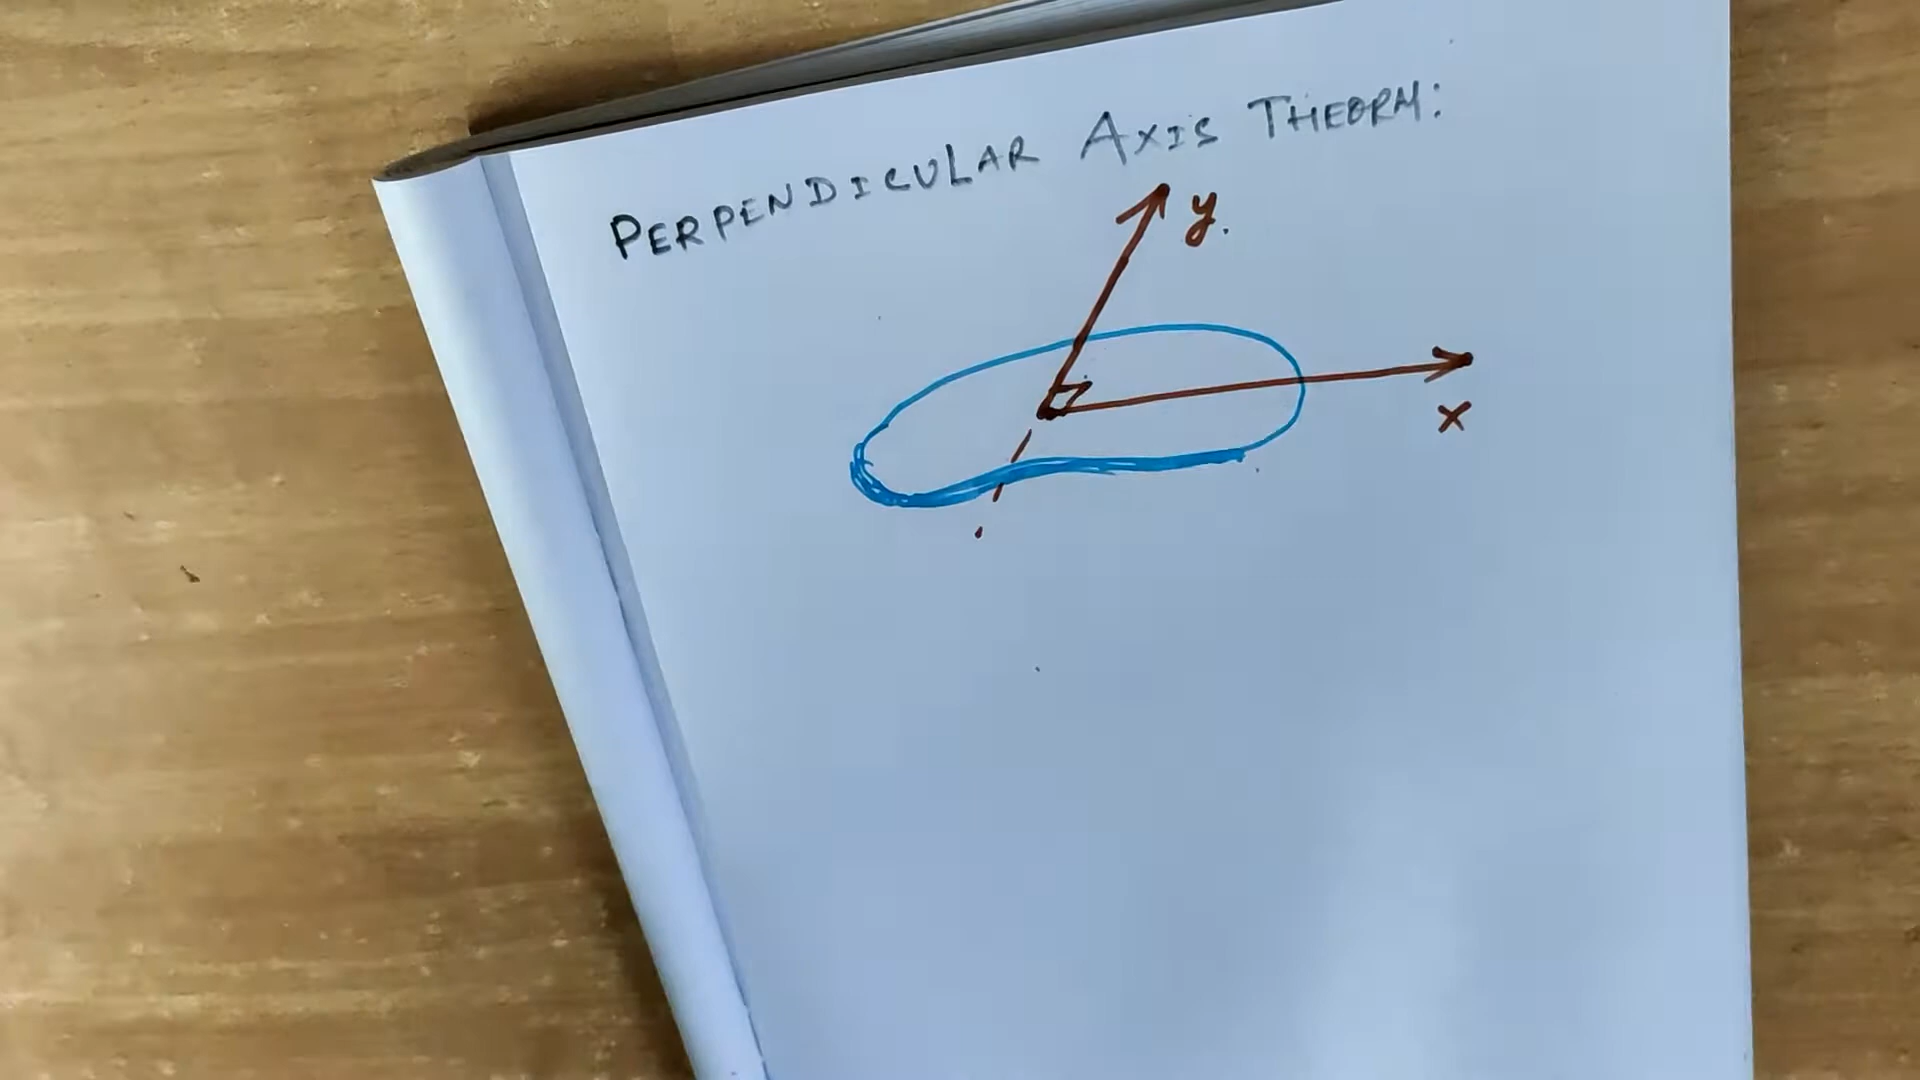 PERPENDICULAR AXIS THEORM:
y.
x